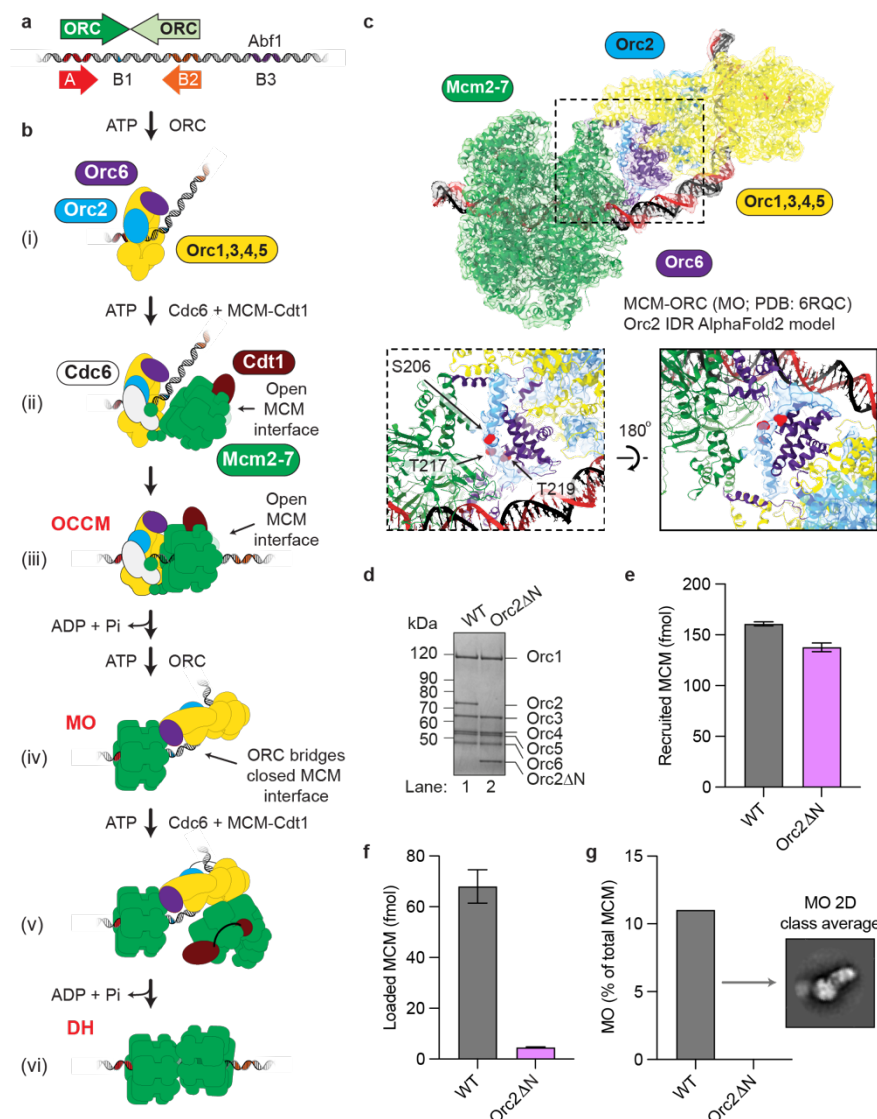 a
ORC
ORC
Abf1
A
B1
B2
B3
b
ATP
ORC
Orc6
Orc2
(i)
Orc1,3,4,5
ATP
Cdc6 + MCM-Cdt1
Cdc6
Cdt1
(ii)
Open
MCM
interface
Mcm2-7
OCCM
Open
MCM
interface
(iii)
ADP + Pi
ATP
ORC
MO
(iv)
ORC bridges
closed MCM
interface
ATP
Cdc6 + MCM-Cdt1
(v)
ADP + Pi
DH
(vi)
c
Orc2
Mcm2-7
Orc1,3,4,5
Orc6
MCM-ORC (MO; PDB: 6RQC)
Orc2 IDR AlphaFold2 model
S206
T217
T219
180°
d
WT
Orc2ΔN
kDa
120
90
80
70
60
50
Orc1
Orc2
Orc3
Orc4
Orc5
Orc6
Orc2ΔN
Lane:
1
2
e
Recruited MCM (fmol)
200
150
100
50
0
WT
Orc2ΔN
f
Loaded MCM (fmol)
80
60
40
20
0
WT
Orc2ΔN
g
MO (% of total MCM)
15
10
5
0
MO 2D
class average
WT
Orc2ΔN